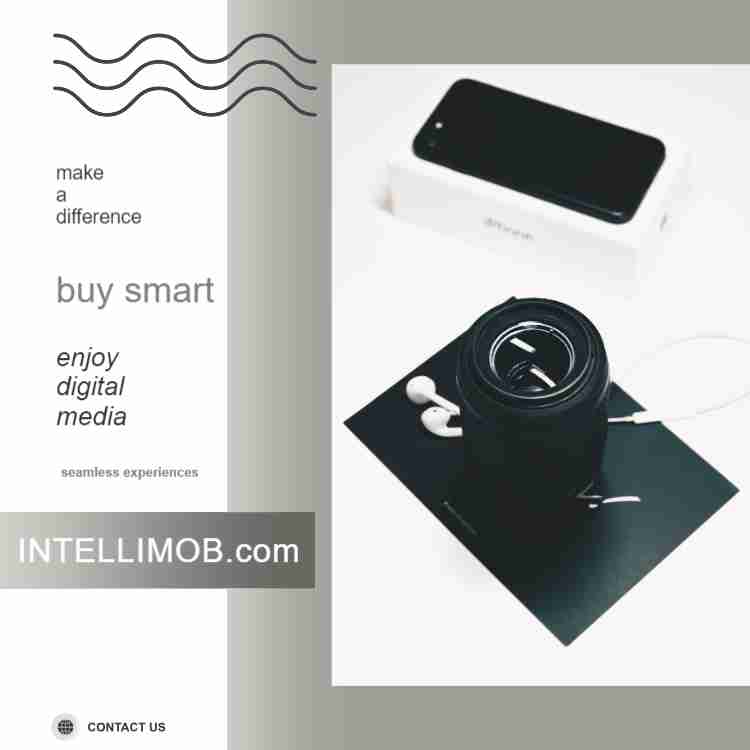 make
a
difference
buy smart
enjoy
digital
media
seamless experiences
INTELLIMOB.com
CONTACT US